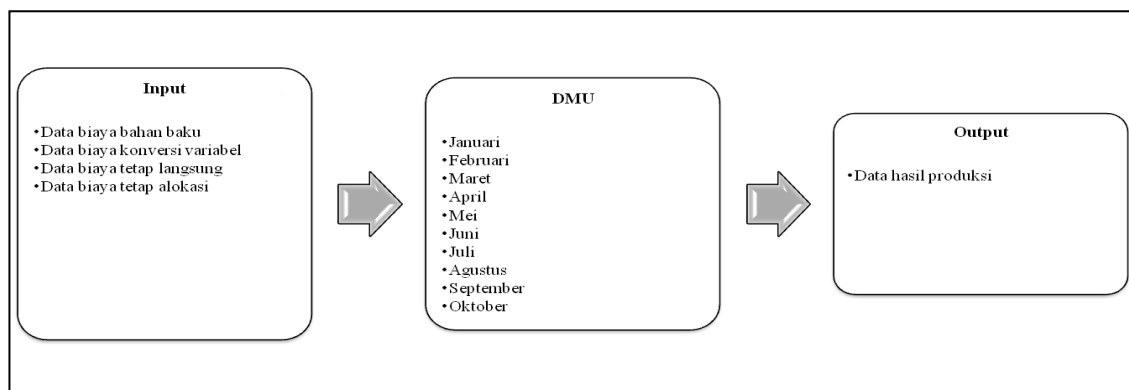 Input
•Data biaya bahan baku
•Data biaya konversi variabel
•Data biaya tetap langsung
•Data biaya tetap alokasi
DMU
•Januari
•Februari
•Maret
•April
•Mei
•Juni
•Juli
•Agustus
•September
•Oktober
Output
•Data hasil produksi